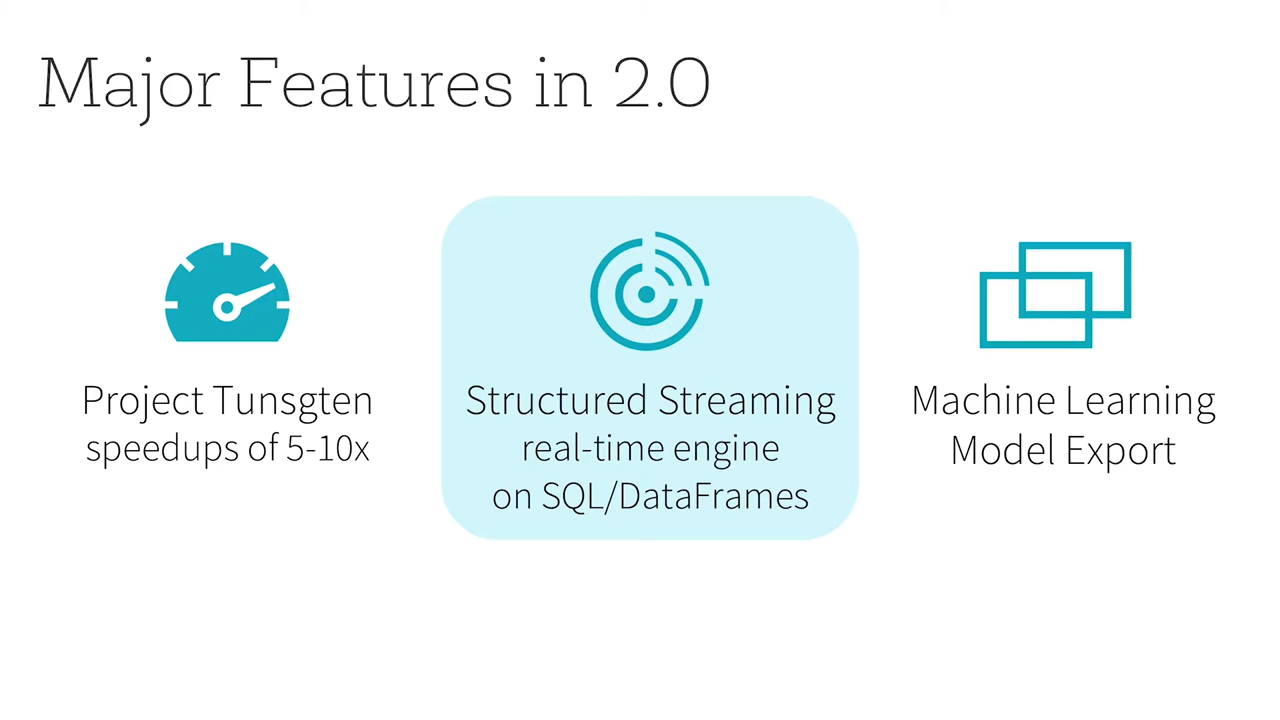 Major Features in 2.0
Project Tunsgten
speedups of 5-10x
Structured Streaming
real-time engine
on SQL/DataFrames
Machine Learning
Model Export